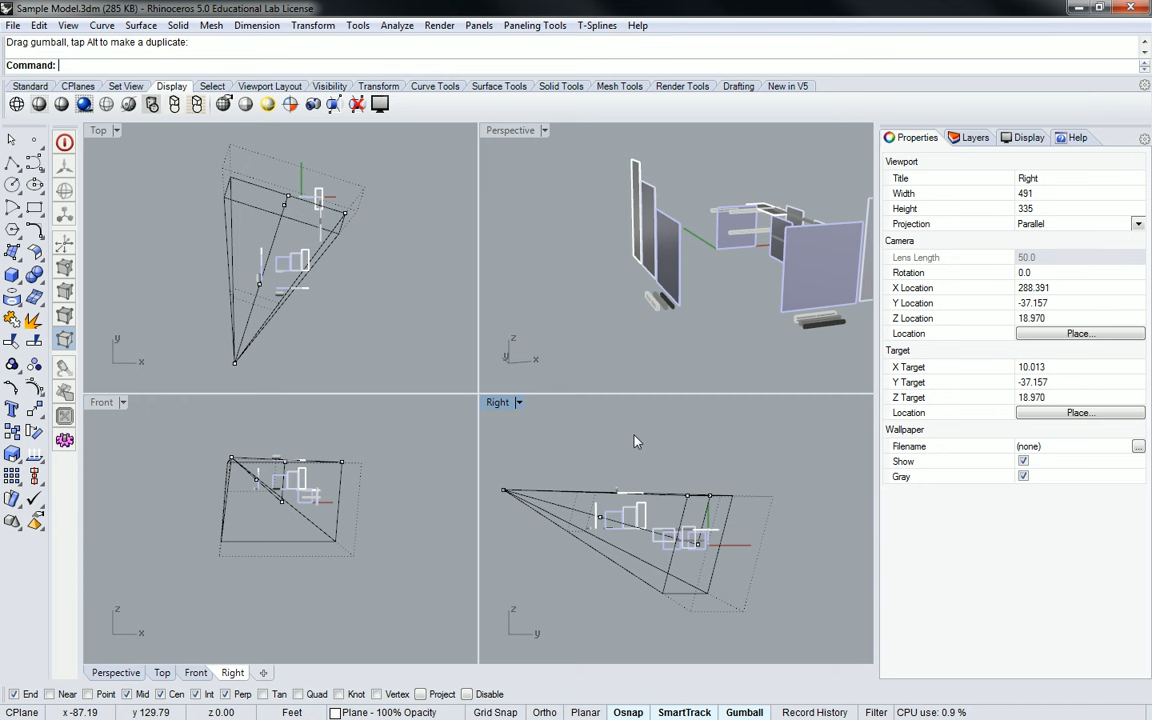 Sample Model.3dm (285 KB) - Rhinoceros 5.0 Educational Lab License
File Edit View Curve Surface Solid Mesh Dimension Transform Tools Analyze Render Panels Paneling Tools T-Splines Help
Drag gumball, tap Alt to make a duplicate:
Command:
Standard CPlanes Set View Display Select Viewport Layout Visibility Transform Curve Tools Surface Tools Solid Tools Mesh Tools Render Tools Drafting New in V5
Top
y
x
Perspective
z
y
x
Front
z
x
Right
z
y
Properties Layers Display Help
Viewport
Title Right
Width 491
Height 335
Projection Parallel
Camera
Lens Length 50.0
Rotation 0.0
X Location 288.391
Y Location -37.157
Z Location 18.970
Location Place...
Target
X Target 10.013
Y Target -37.157
Z Target 18.970
Location Place...
Wallpaper
Filename (none) ...
Show
Gray
Perspective Top Front Right
End Near Point Mid Cen Int Perp Tan Quad Knot Vertex Project Disable
CPlane x -87.19 y 129.79 z 0.00 Feet Plane - 100% Opacity Grid Snap Ortho Planar Osnap SmartTrack Gumball Record History Filter CPU use: 0.9 %